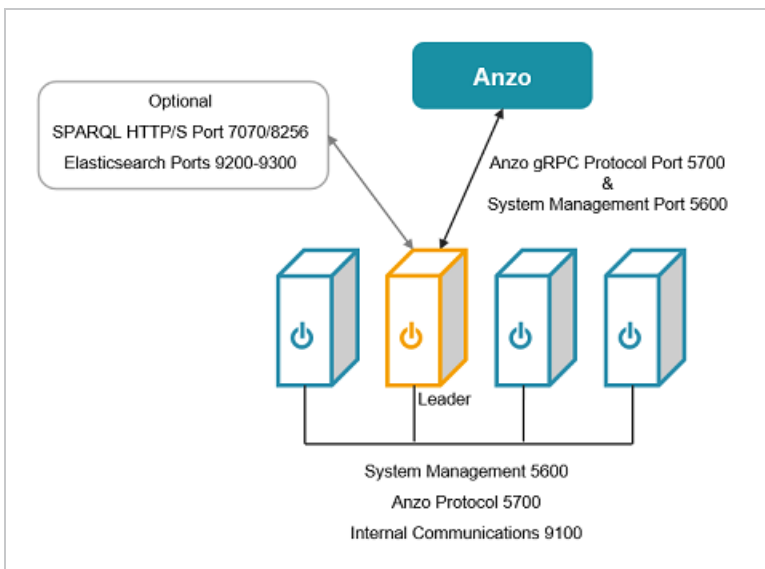 Anzo
Optional
SPARQL HTTP/S Port 7070/8256
Elasticsearch Ports 9200-9300
Anzo gRPC Protocol Port 5700
&
System Management Port 5600
Leader
System Management 5600
Anzo Protocol 5700
Internal Communications 9100